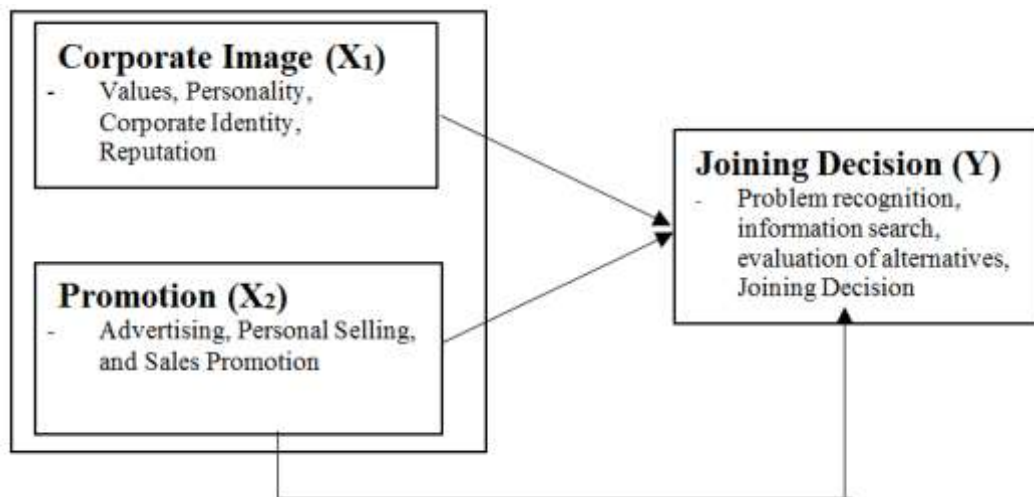 Corporate Image (X₁)
- Values, Personality,
Corporate Identity,
Reputation
Promotion (X₂)
- Advertising, Personal Selling,
and Sales Promotion
Joining Decision (Y)
- Problem recognition,
information search,
evaluation of alternatives,
Joining Decision